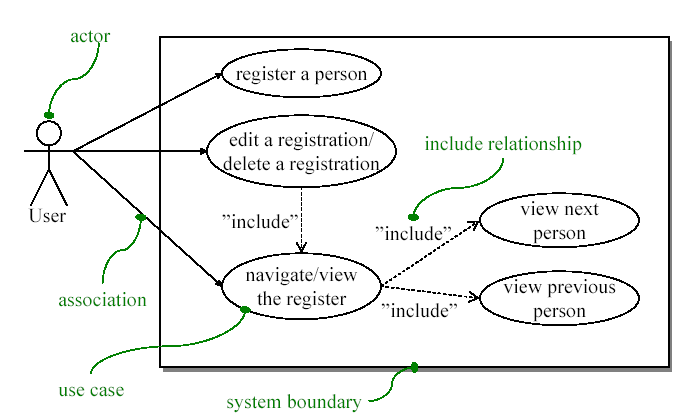 actor
register a person
edit a registration/
delete a registration
include relationship
User
"include"
"include"
view next
person
navigate/view
the register
association
"include"
view previous
person
use case
system boundary